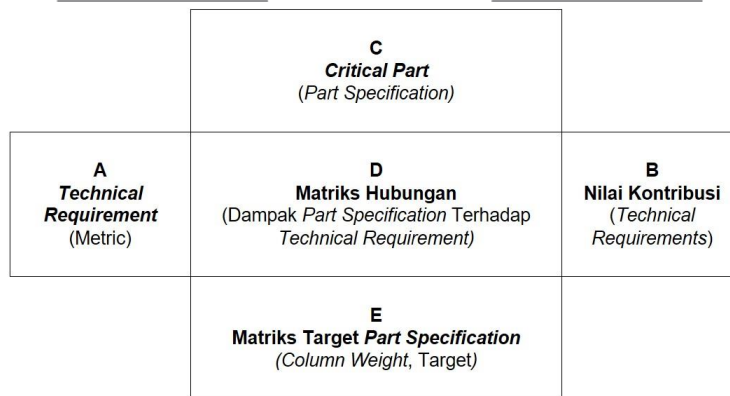 C
Critical Part
(Part Specification)
A
Technical
Requirement
(Metric)
D
Matriks Hubungan
(Dampak Part Specification Terhadap
Technical Requirement)
B
Nilai Kontribusi
(Technical
Requirements)
E
Matriks Target Part Specification
(Column Weight, Target)